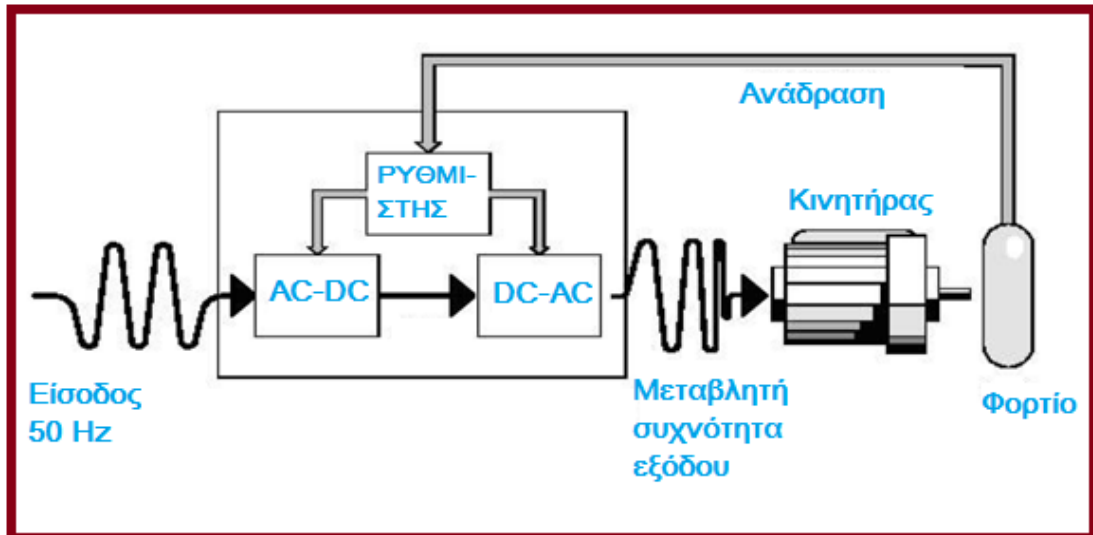 Ανάδραση
ΡΥΘΜΙ-
ΣΤΗΣ
Κινητήρας
AC-DC
DC-AC
Είσοδος
50 Hz
Μεταβλητή
συχνότητα
εξόδου
Φορτίο